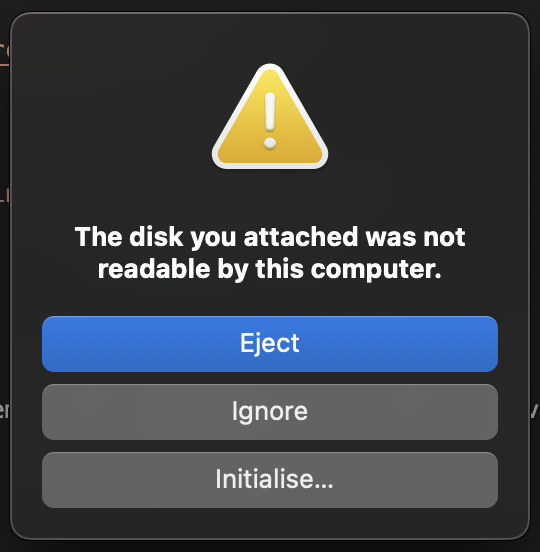 The disk you attached was not
readable by this computer.
Eject
Ignore
Initialise...